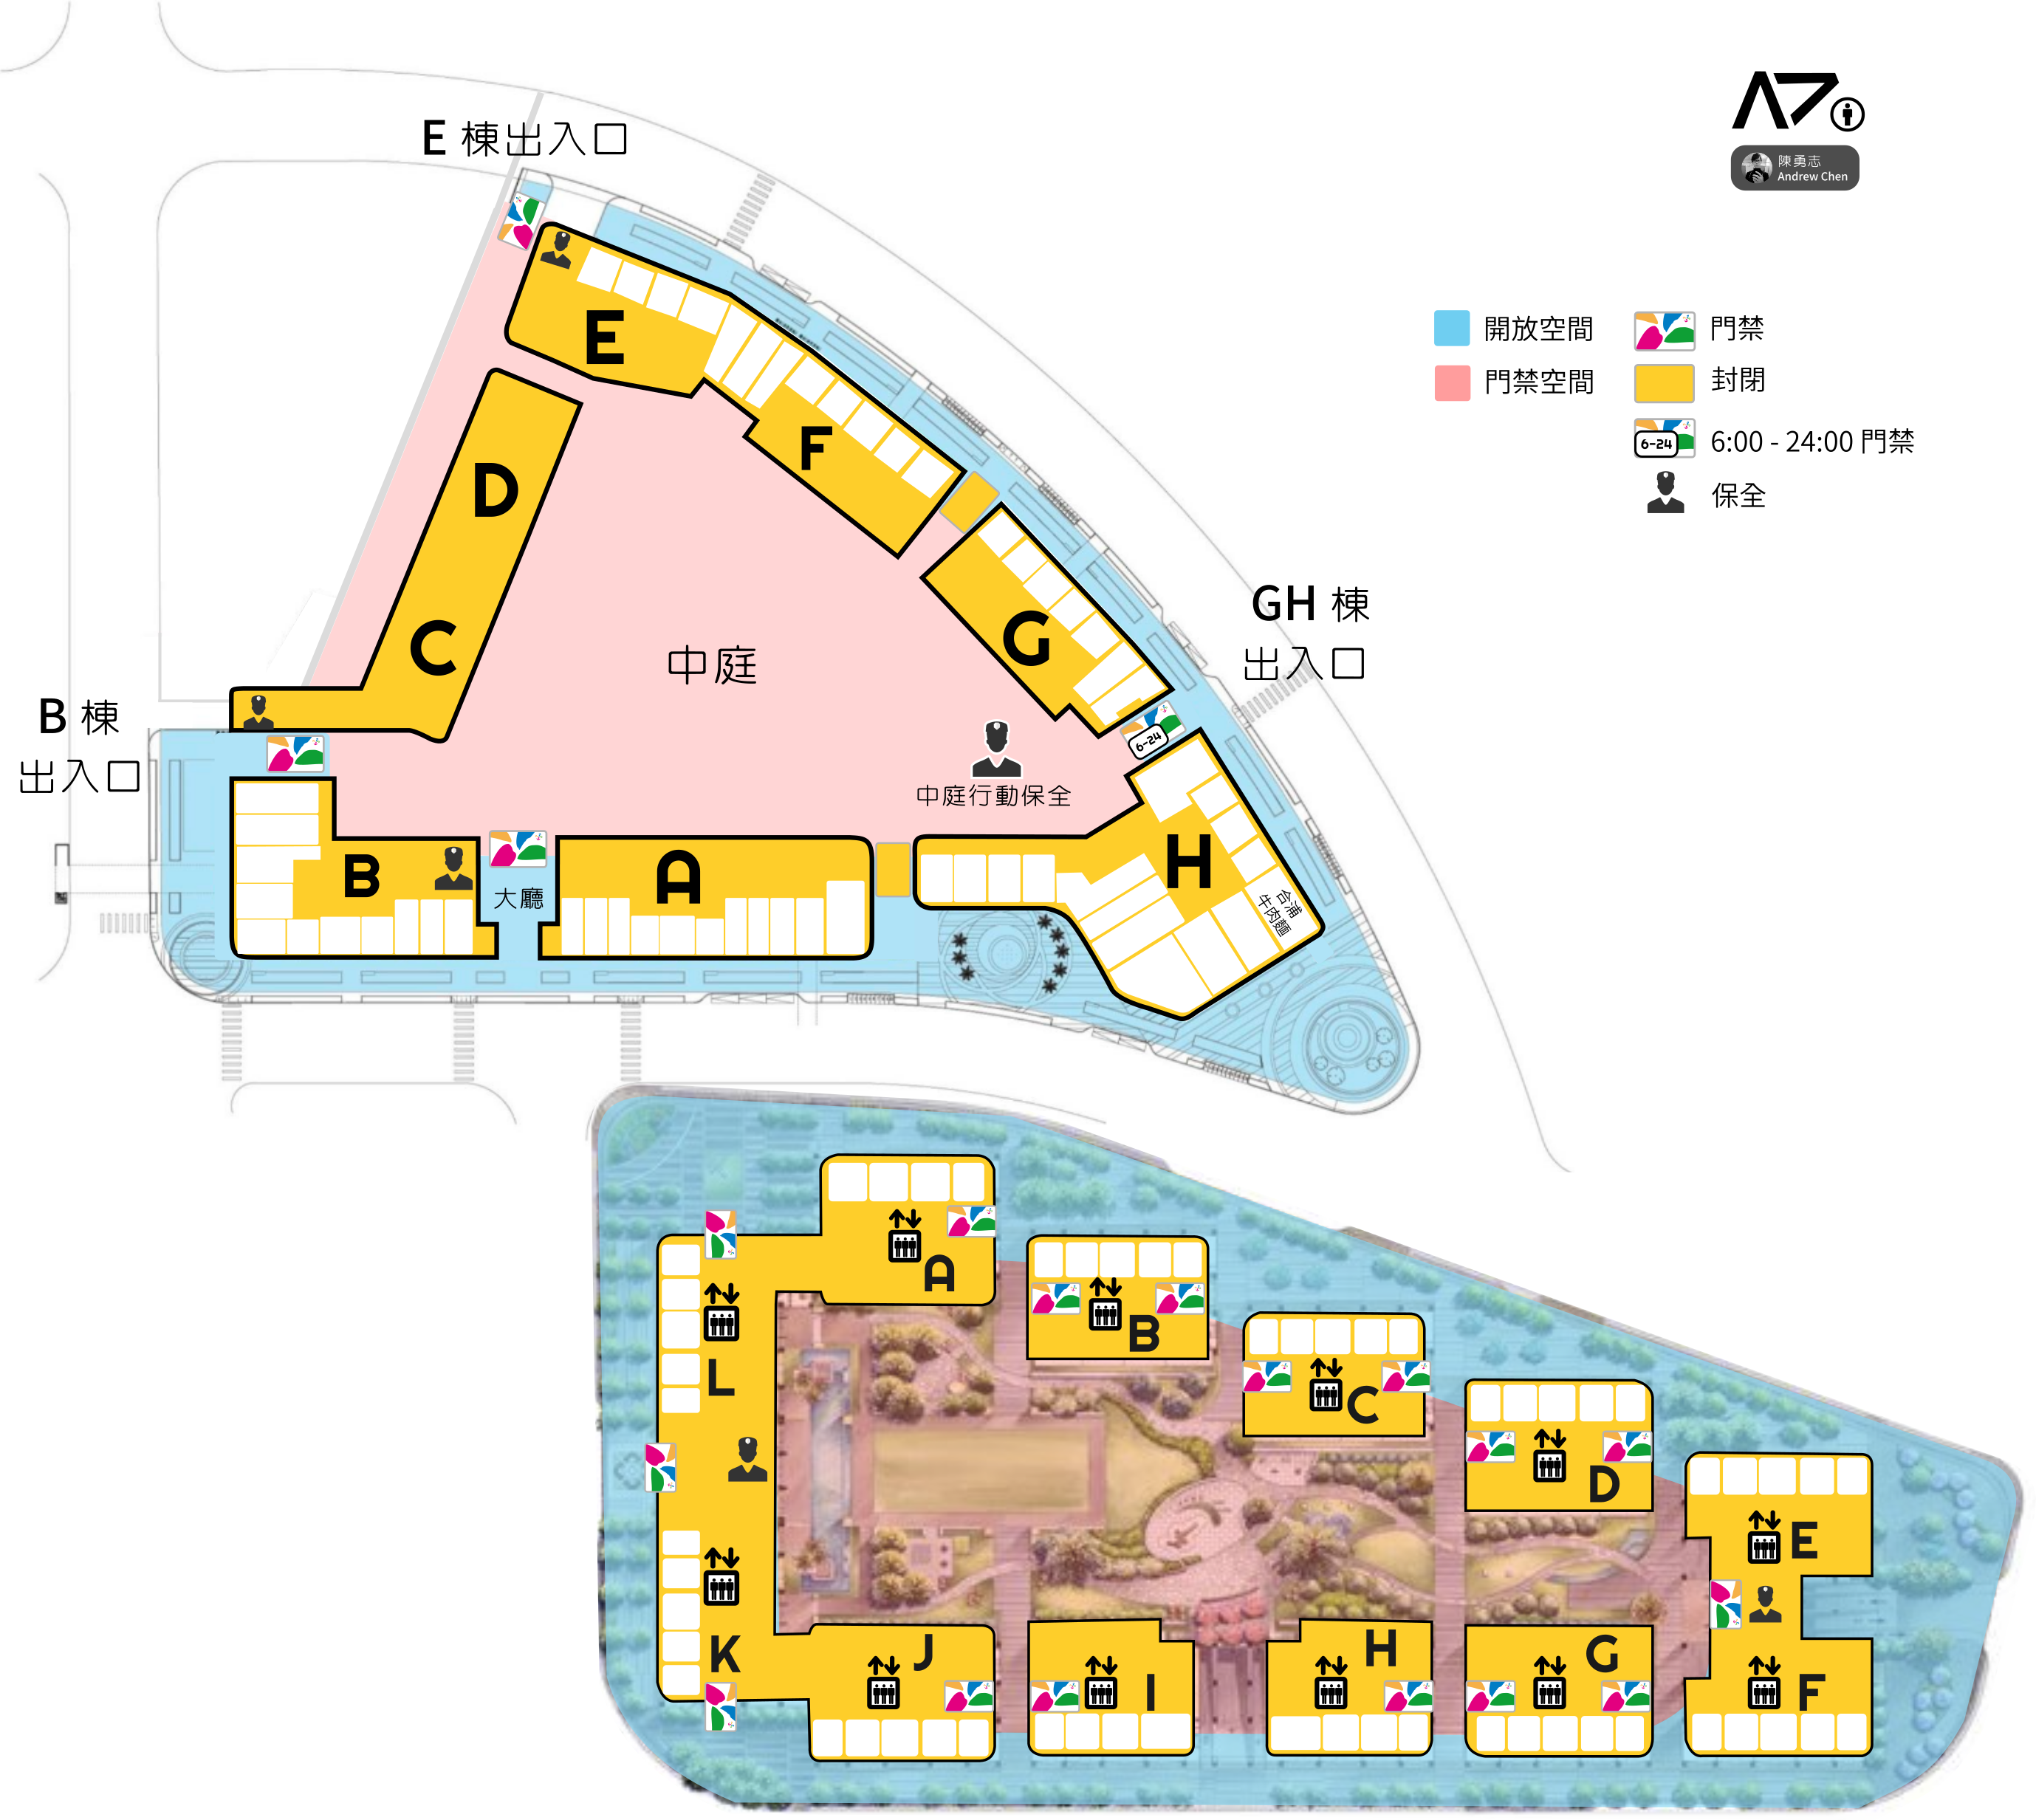 A7
陳勇志
Andrew Chen
E 棟出入口
開放空間
門禁
門禁空間
封閉
6-24
6:00 - 24:00 門禁
保全
E
F
D
C
G
GH 棟
出入口
中庭
B 棟
出入口
6-24
中庭行動保全
B
大廳
A
H
合浦
牛肉麵
A
B
L
C
D
E
K
J
I
H
G
F